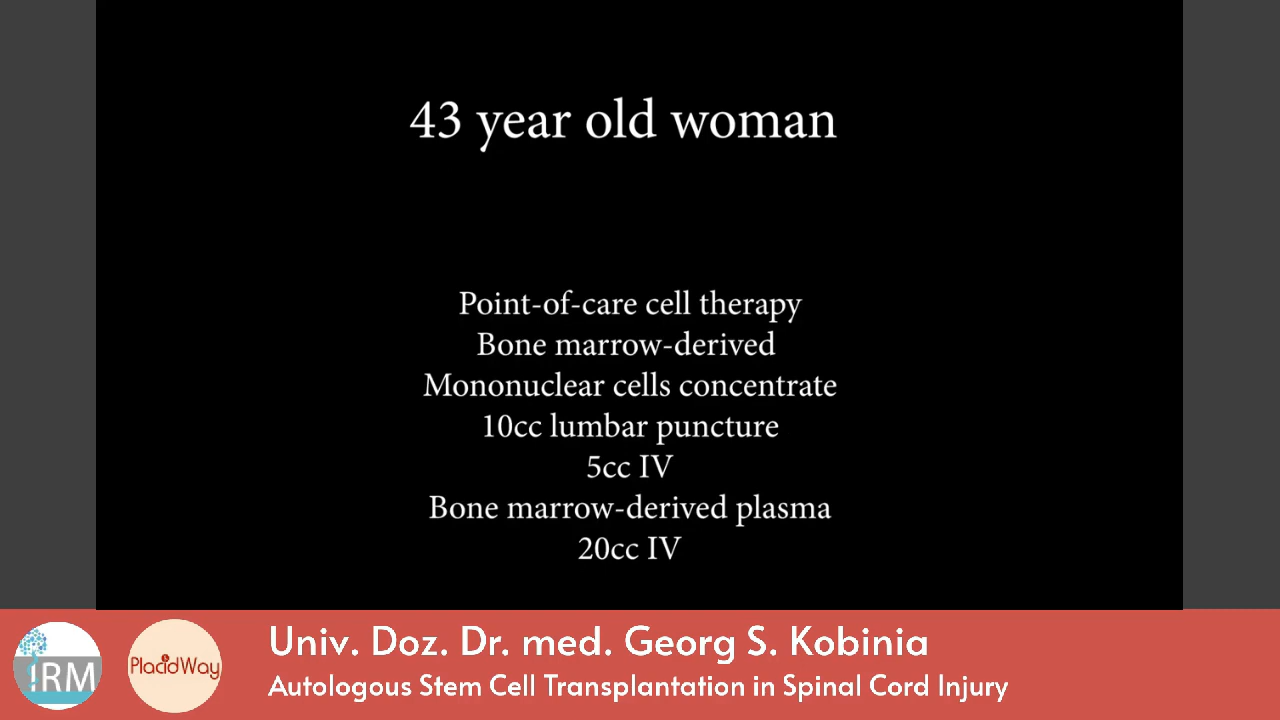 43 year old woman
Point-of-care cell therapy
Bone marrow-derived
Mononuclear cells concentrate
10cc lumbar puncture
5cc IV
Bone marrow-derived plasma
20cc IV
Univ. Doz. Dr. med. Georg S. Kobinia
Autologous Stem Cell Transplantation in Spinal Cord Injury
IRM
PlacidWay